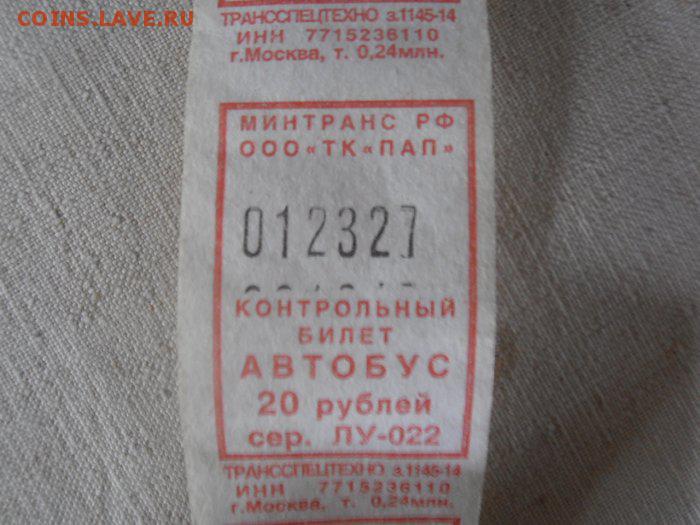 COINS.LAVE.RU
ТРАНССПЕЦТЕХНО з.1145-14
ИНН 7715236110
г.Москва, т. 0,24млн.
МИНТРАНС РФ
ООО «ТК«ПАП»
012327
КОНТРОЛЬНЫЙ
БИЛЕТ
АВТОБУС
20 рублей
сер. ЛУ-022
ТРАНССПЕЦТЕХНО з.1145-14
ИНН 7715236110
г.Москва, т. 0,24млн.